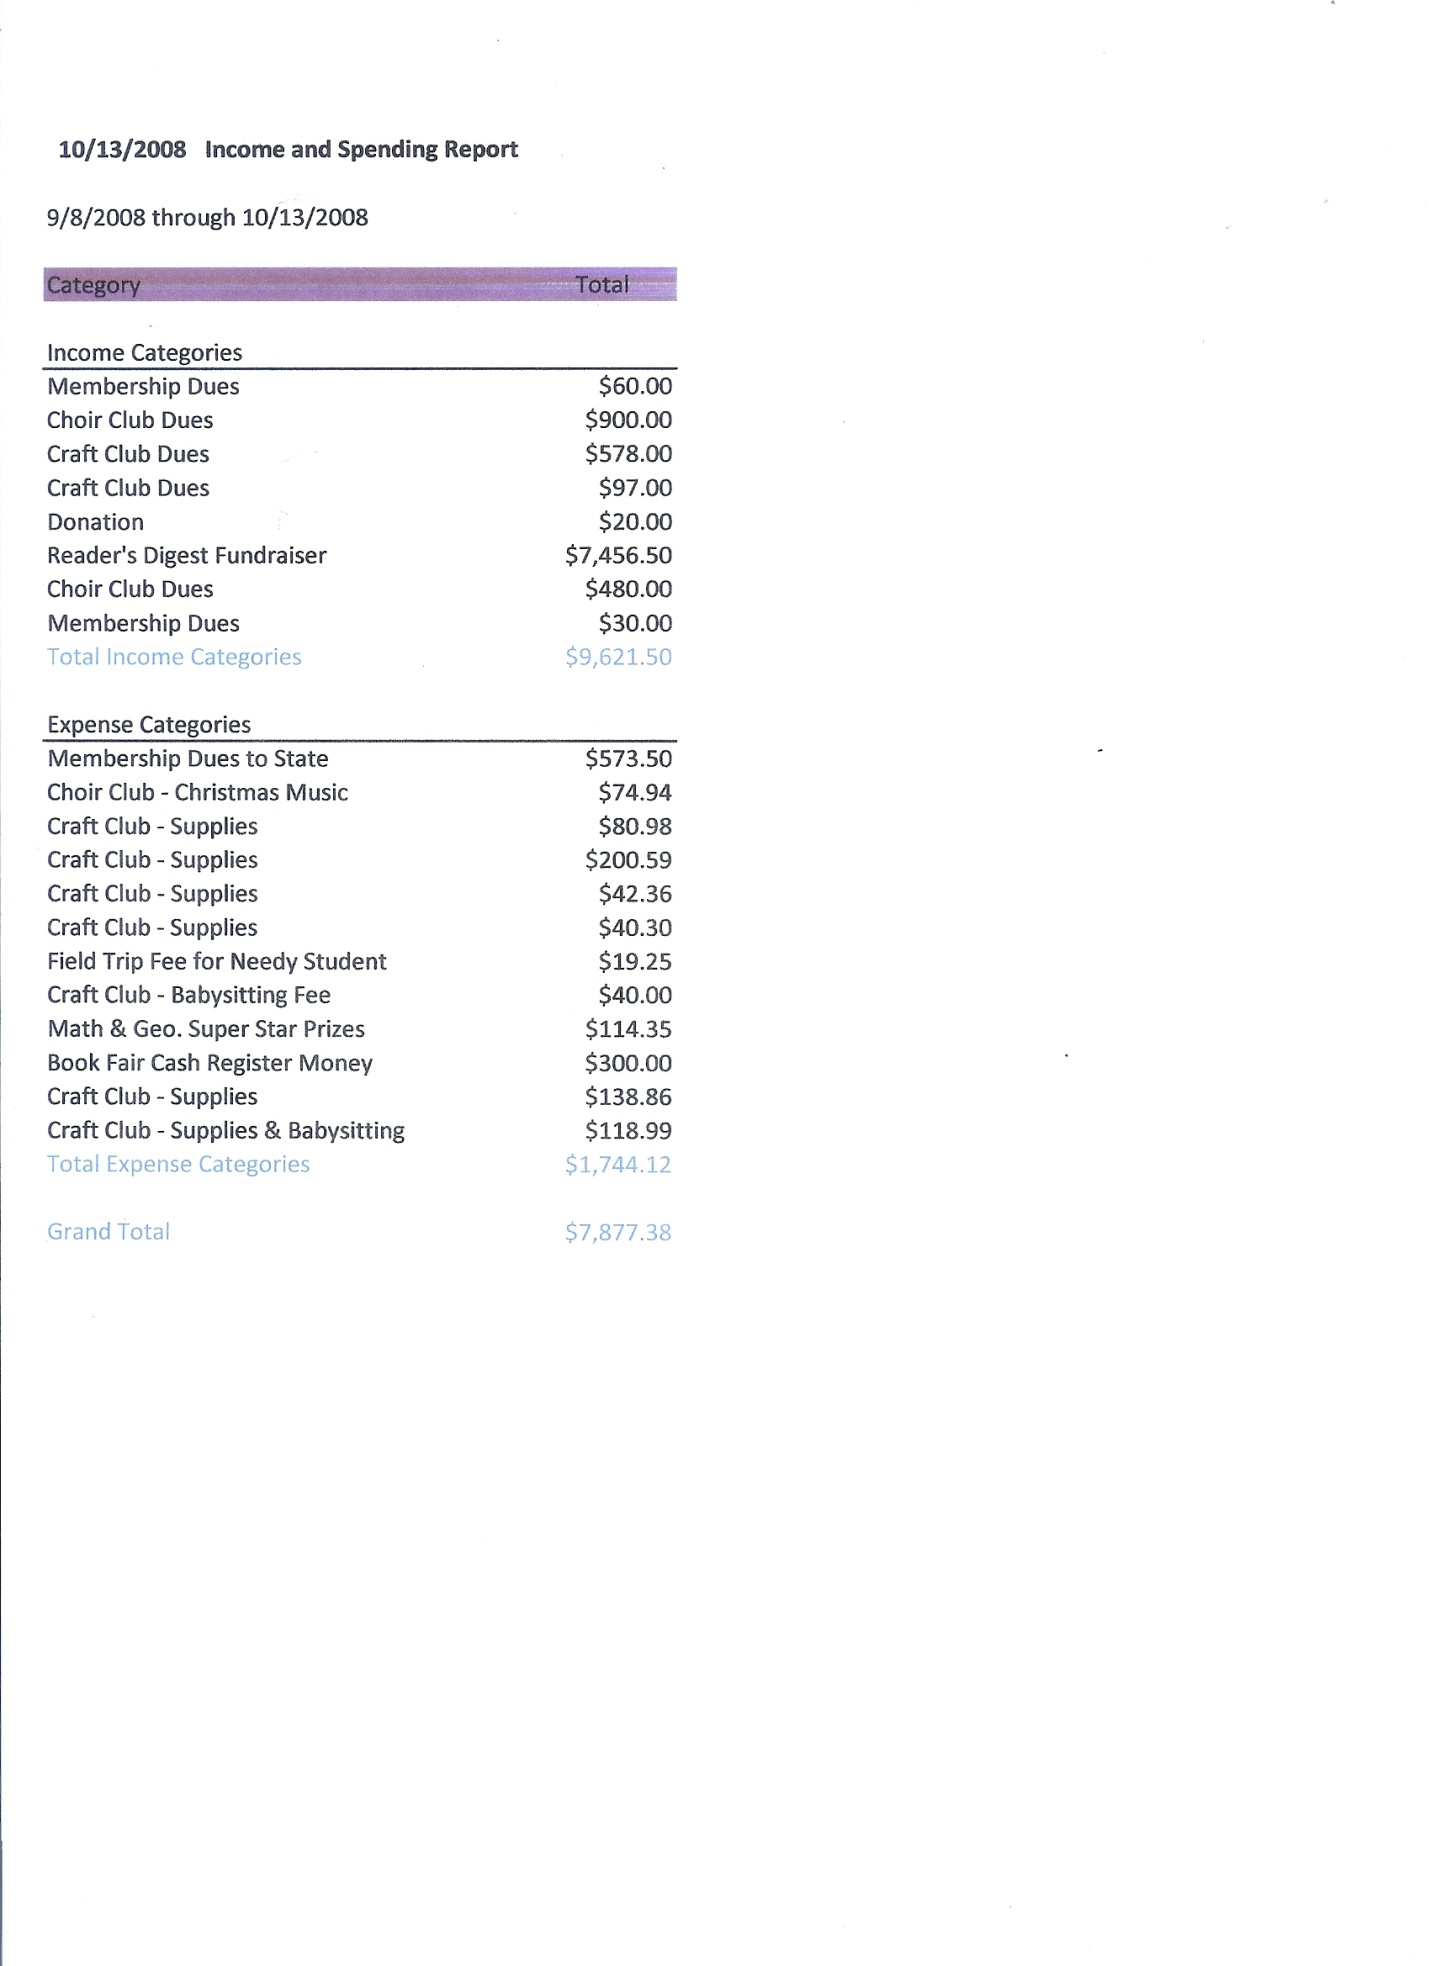 10/13/2008 Income and Spending Report
9/8/2008 through 10/13/2008
Category Total
Income Categories
Membership Dues $60.00
Choir Club Dues $900.00
Craft Club Dues $578.00
Craft Club Dues $97.00
Donation $20.00
Reader's Digest Fundraiser $7,456.50
Choir Club Dues $480.00
Membership Dues $30.00
Total Income Categories $9,621.50
Expense Categories
Membership Dues to State $573.50
Choir Club - Christmas Music $74.94
Craft Club - Supplies $80.98
Craft Club - Supplies $200.59
Craft Club - Supplies $42.36
Craft Club - Supplies $40.30
Field Trip Fee for Needy Student $19.25
Craft Club - Babysitting Fee $40.00
Math & Geo. Super Star Prizes $114.35
Book Fair Cash Register Money $300.00
Craft Club - Supplies $138.86
Craft Club - Supplies & Babysitting $118.99
Total Expense Categories $1,744.12
Grand Total $7,877.38